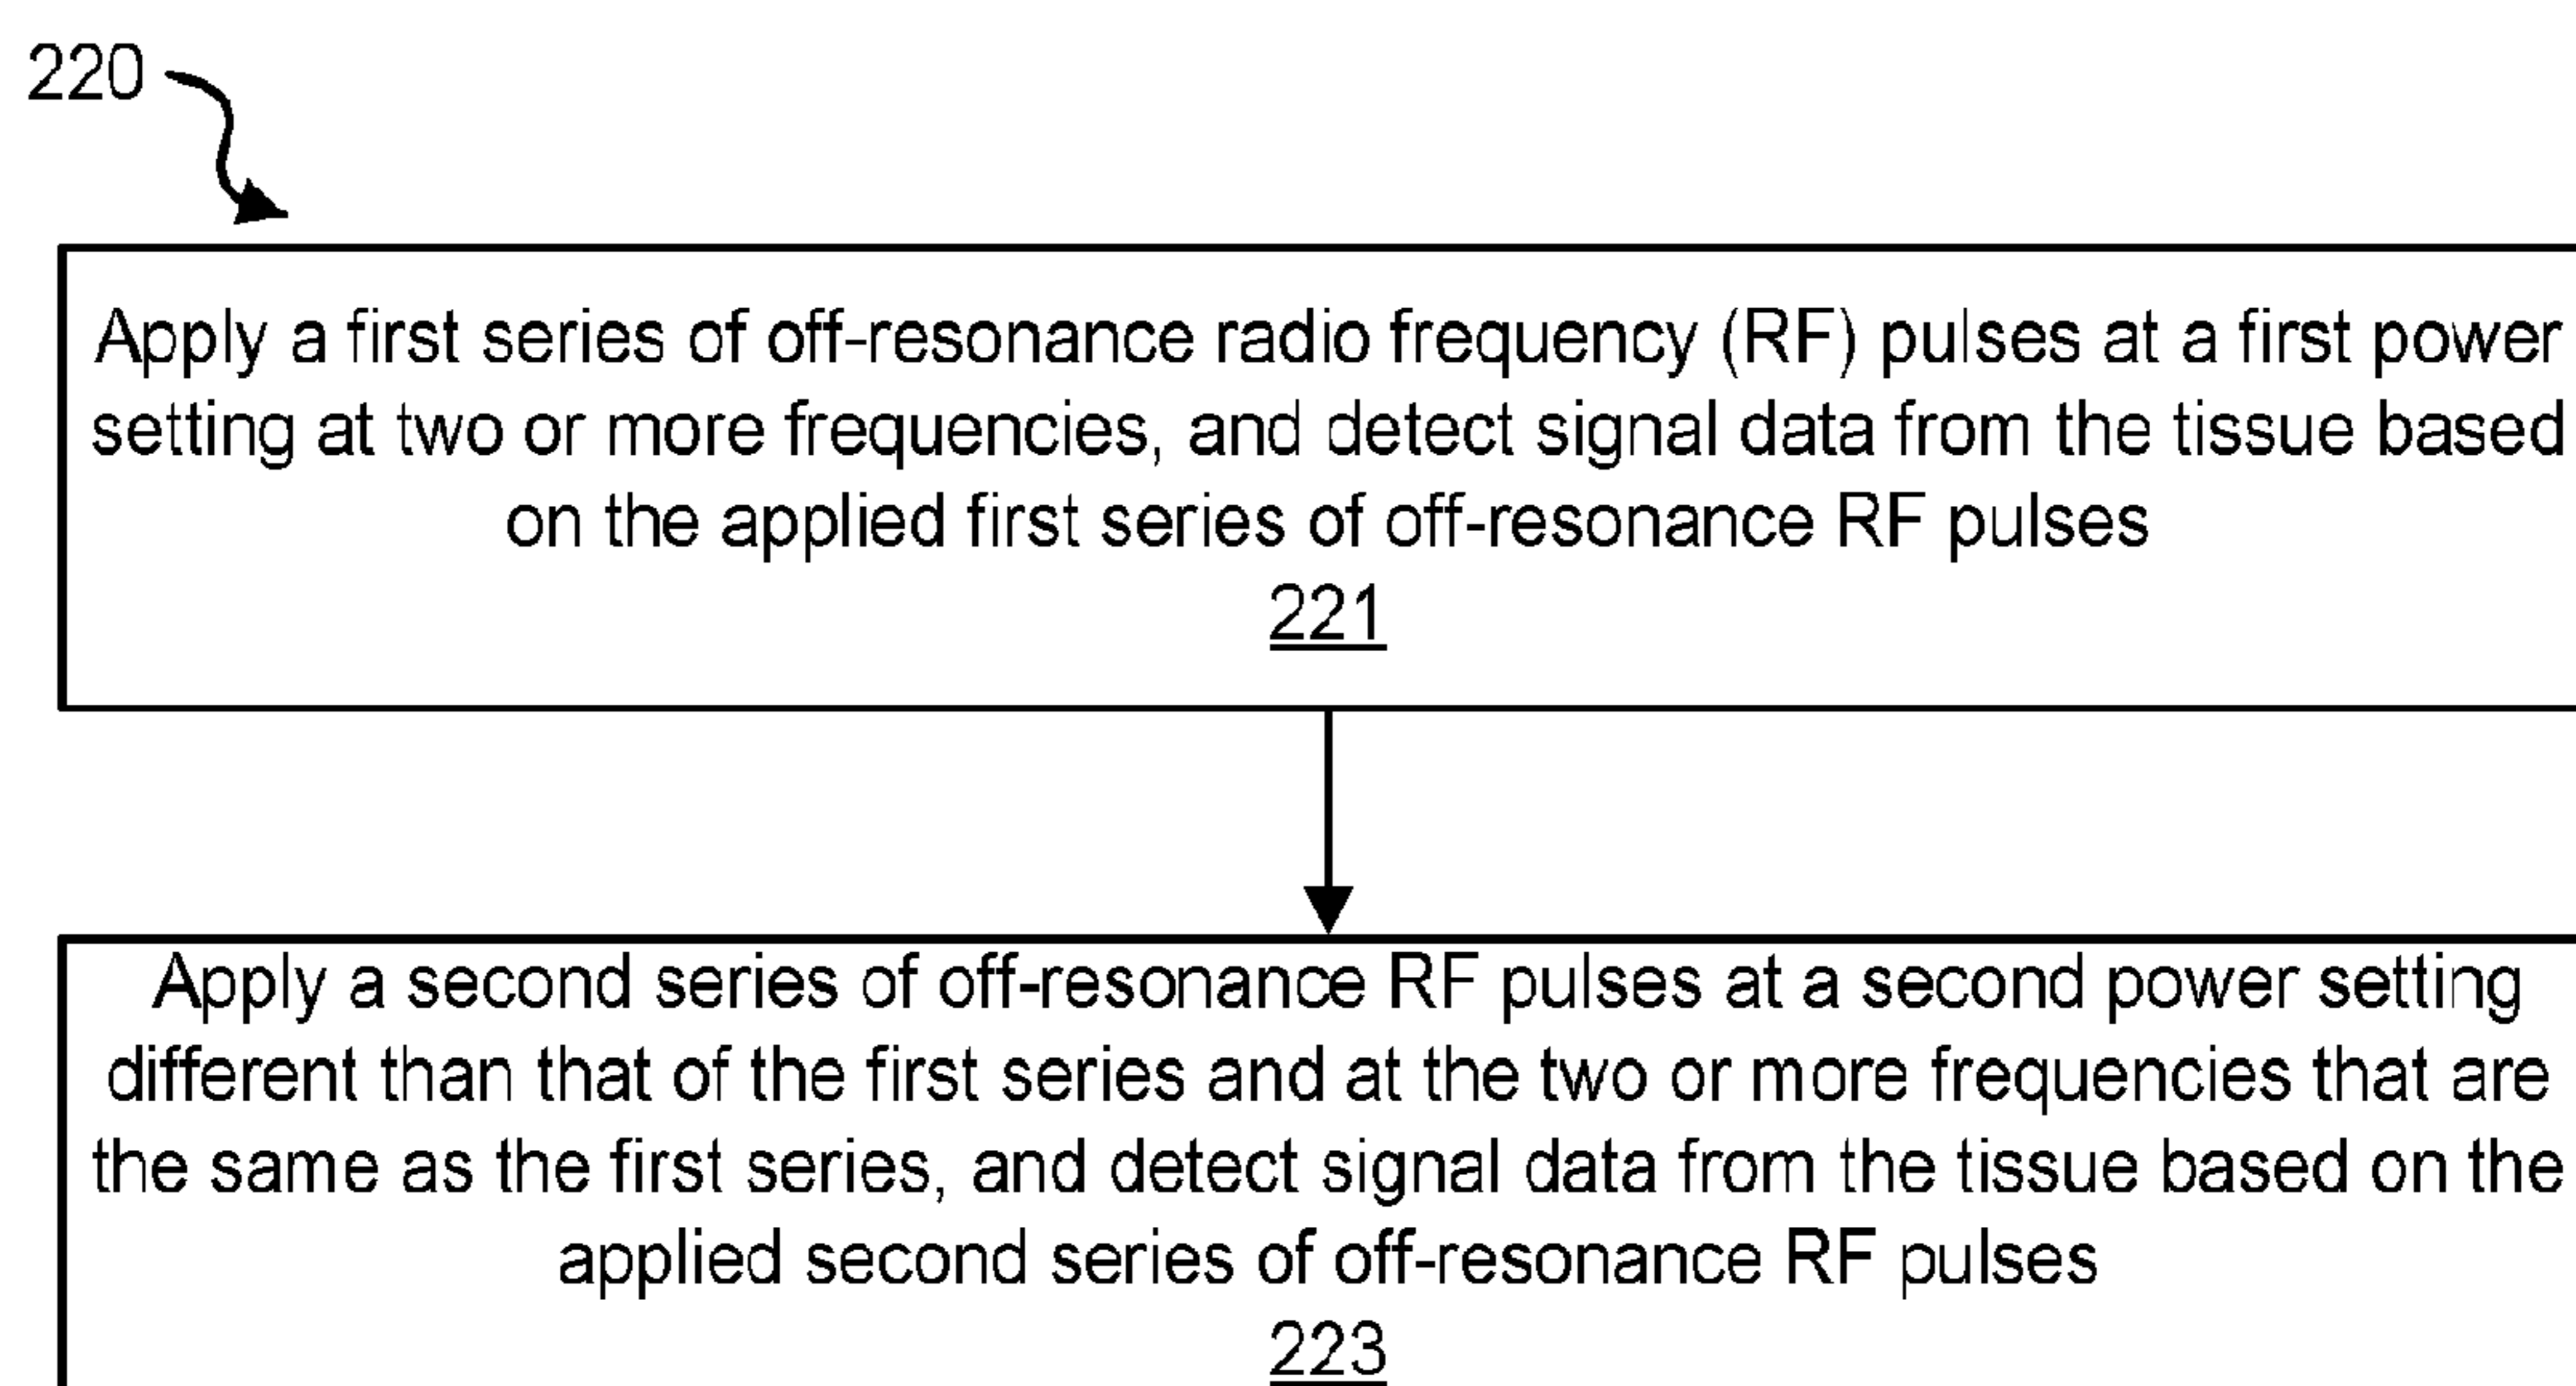 220
Apply a first series of off-resonance radio frequency (RF) pulses at a first power
setting at two or more frequencies, and detect signal data from the tissue based
on the applied first series of off-resonance RF pulses
221
Apply a second series of off-resonance RF pulses at a second power setting
different than that of the first series and at the two or more frequencies that are
the same as the first series, and detect signal data from the tissue based on the
applied second series of off-resonance RF pulses
223